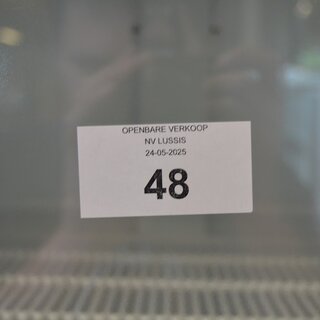 OPENBARE VERKOOP
NV LUSSIS
24-05-2025
48